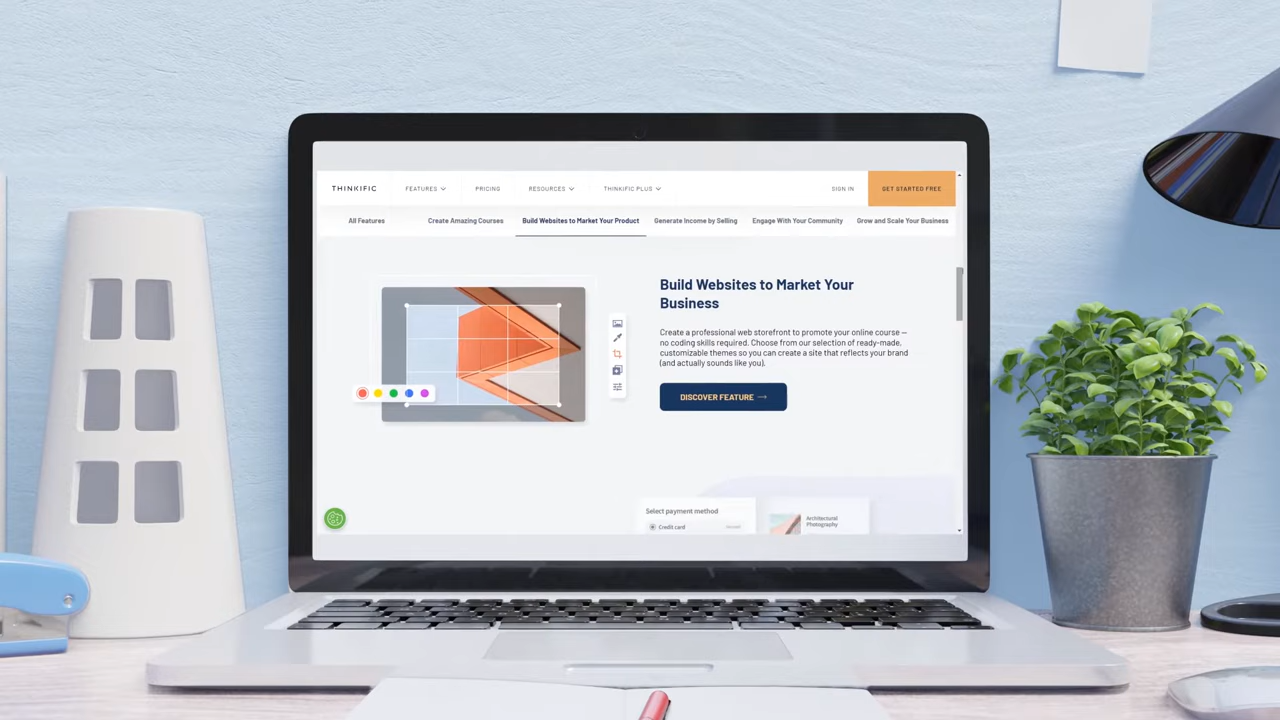 THINKIFIC
FEATURES
PRICING
RESOURCES
THINKIFIC PLUS
SIGN IN
GET STARTED FREE
All Features
Create Amazing Courses
Build Websites to Market Your Product
Generate Income by Selling
Engage With Your Community
Grow and Scale Your Business
Build Websites to Market Your
Business
Create a professional web storefront to promote your online course —
no coding skills required. Choose from our selection of ready-made,
customizable themes so you can create a site that reflects your brand
(and actually sounds like you).
DISCOVER FEATURE →
Select payment method
Credit card
Architectural
Photography